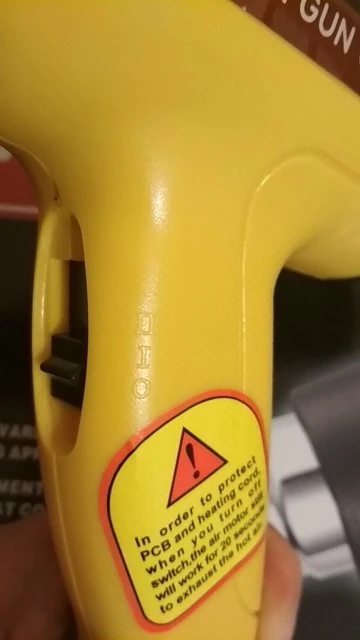 GUN
II
I
O
In order to protect
PCB and heating cord,
when you turn off
switch,the air motor still
will work for 20 seconds
to exhaust the hot air.